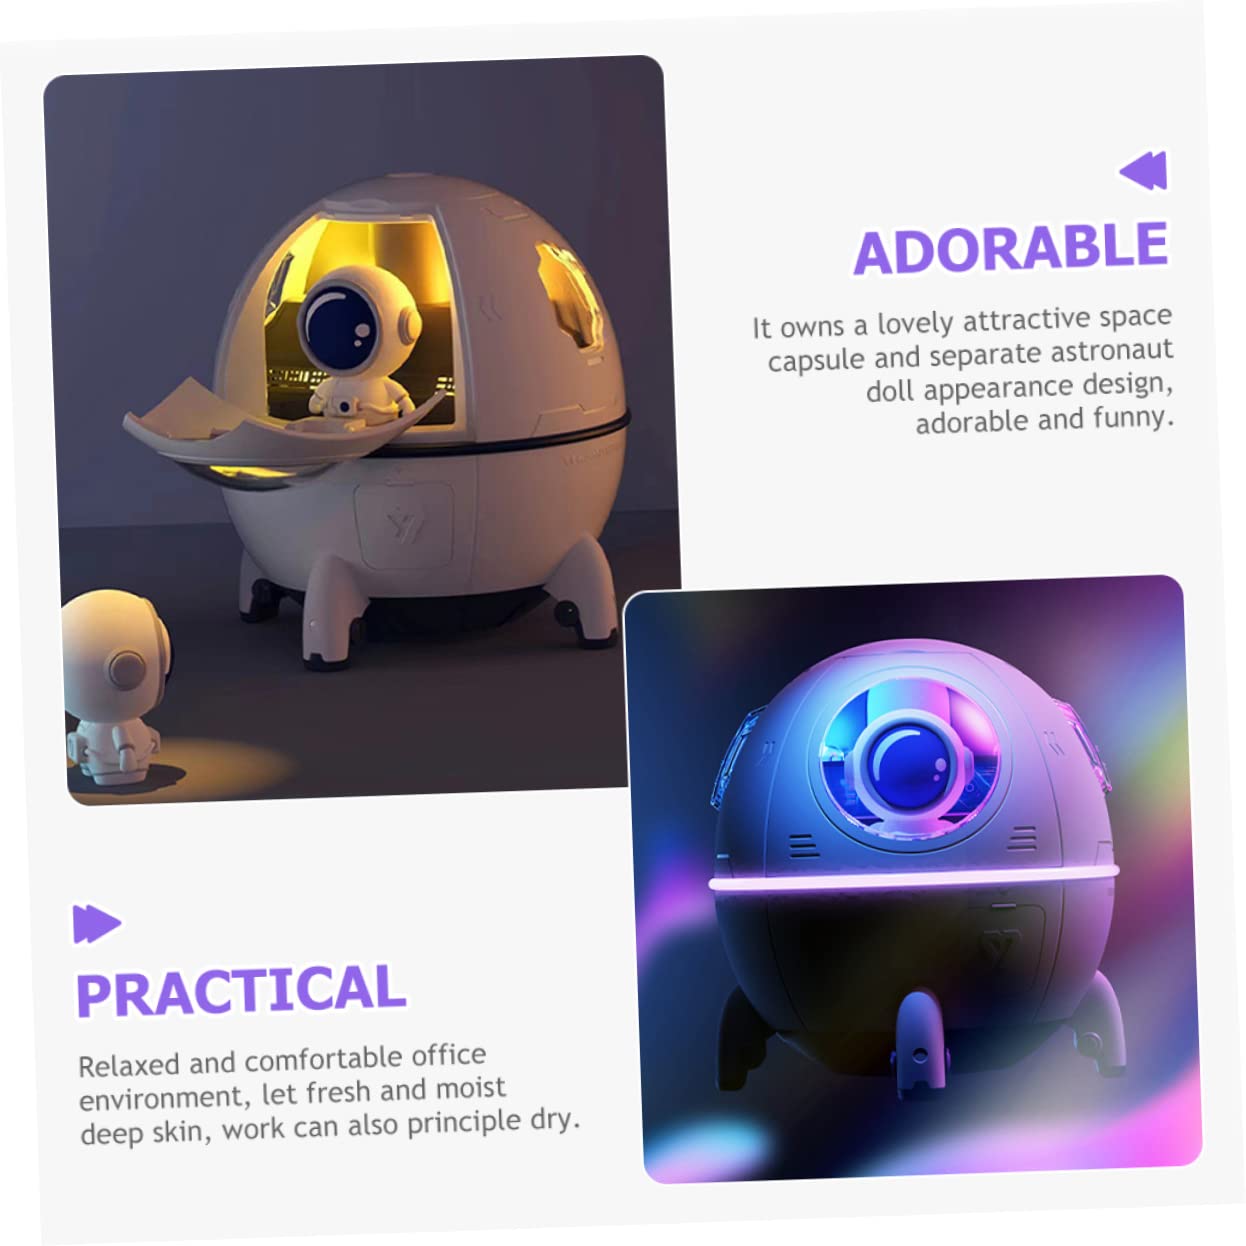 ADORABLE
It owns a lovely attractive space
capsule and separate astronaut
doll appearance design,
adorable and funny.
PRACTICAL
Relaxed and comfortable office
environment, let fresh and moist
deep skin, work can also principle dry.